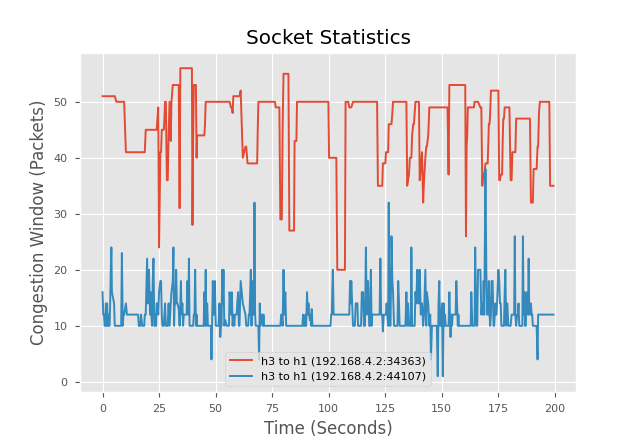 Socket Statistics
Congestion Window (Packets)
50
40
30
20
10
0
h3 to h1 (192.168.4.2:34363)
h3 to h1 (192.168.4.2:44107)
0 25 50 75 100 125 150 175 200
Time (Seconds)